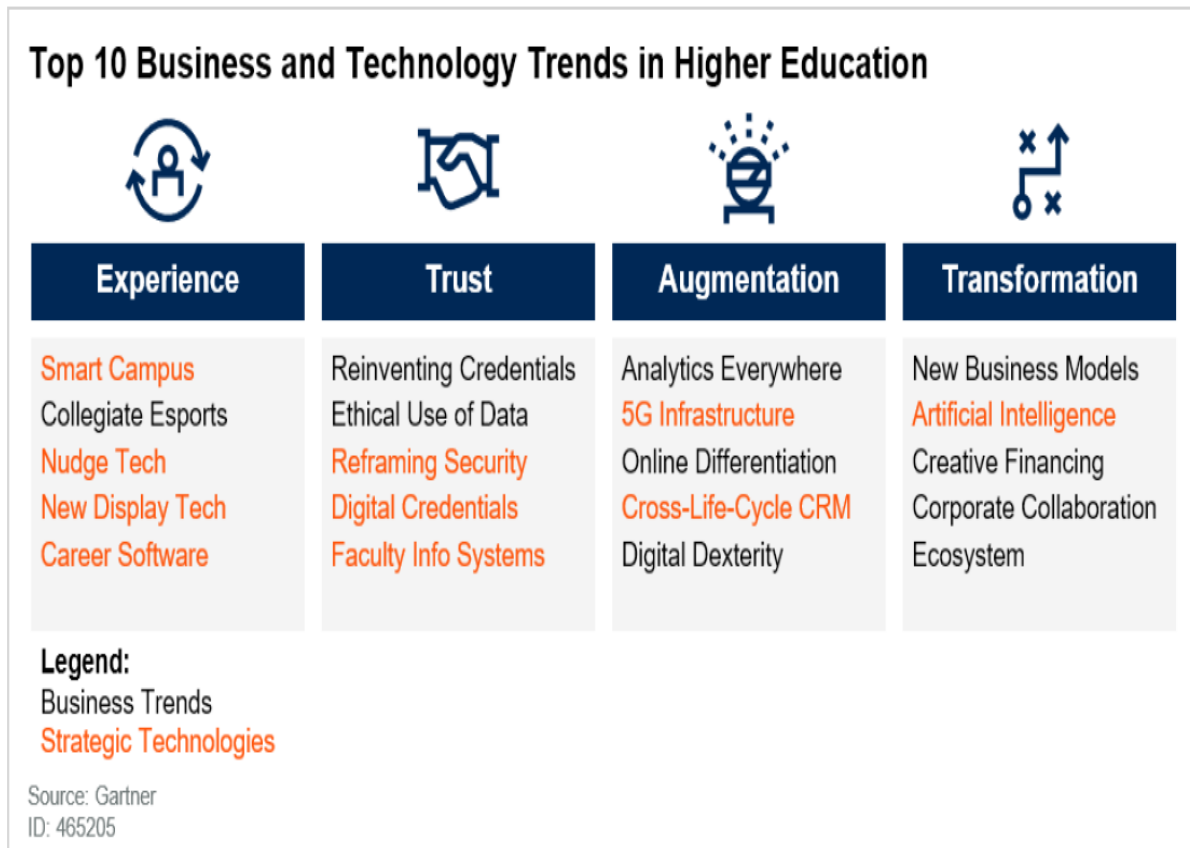 Top 10 Business and Technology Trends in Higher Education
Experience
Smart Campus
Collegiate Esports
Nudge Tech
New Display Tech
Career Software
Trust
Reinventing Credentials
Ethical Use of Data
Reframing Security
Digital Credentials
Faculty Info Systems
Augmentation
Analytics Everywhere
5G Infrastructure
Online Differentiation
Cross-Life-Cycle CRM
Digital Dexterity
Transformation
New Business Models
Artificial Intelligence
Creative Financing
Corporate Collaboration
Ecosystem
Legend:
Business Trends
Strategic Technologies
Source: Gartner
ID: 465205